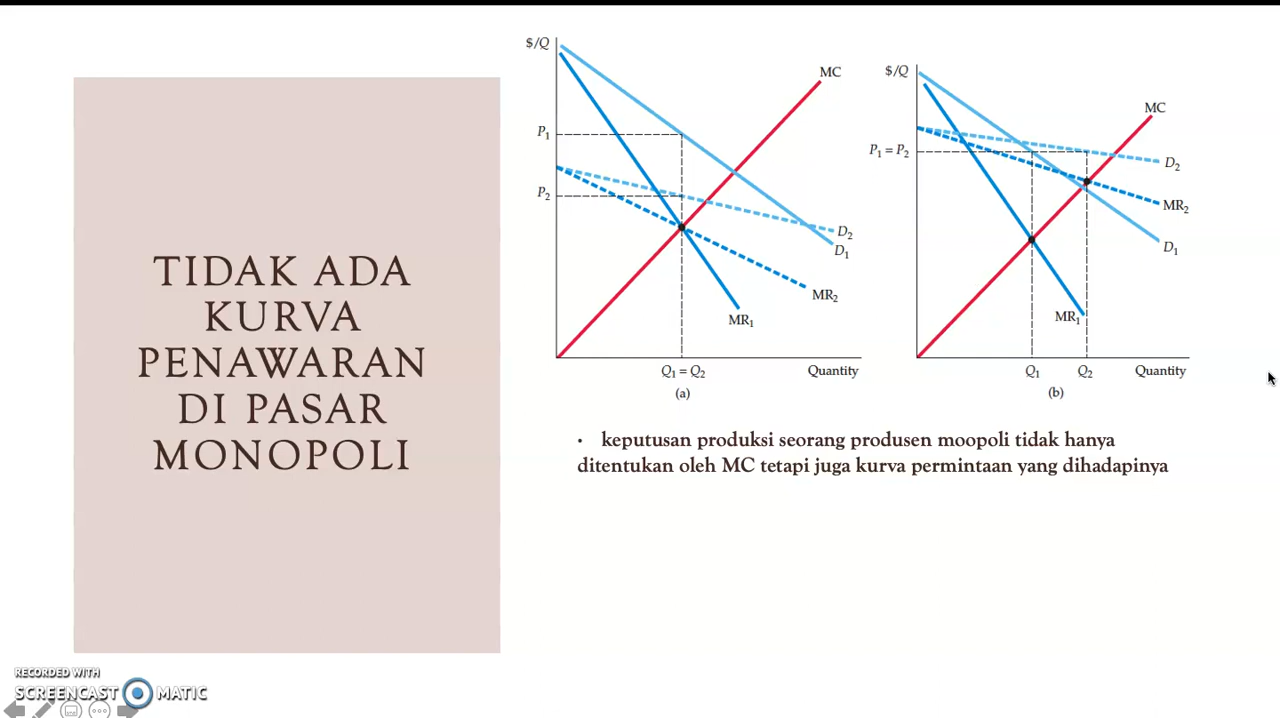 TIDAK ADA
KURVA
PENAWARAN
DI PASAR
MONOPOLI
$/Q
MC
P1
P2
D2
D1
MR2
MR1
Q1 = Q2
Quantity
(a)
$/Q
MC
P1 = P2
D2
MR2
D1
MR1
Q1
Q2
Quantity
(b)
• keputusan produksi seorang produsen moopoli tidak hanya
ditentukan oleh MC tetapi juga kurva permintaan yang dihadapinya
RECORDED WITH
SCREENCAST MATIC